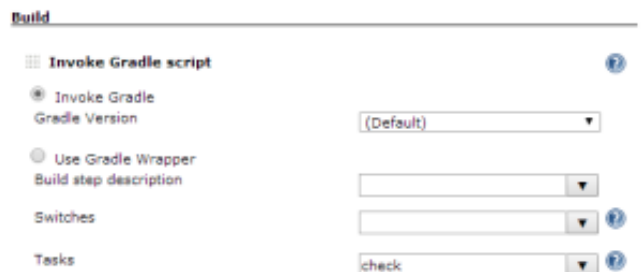 Build
Invoke Gradle script
Invoke Gradle
Gradle Version (Default)
Use Gradle Wrapper
Build step description
Switches
Tasks check